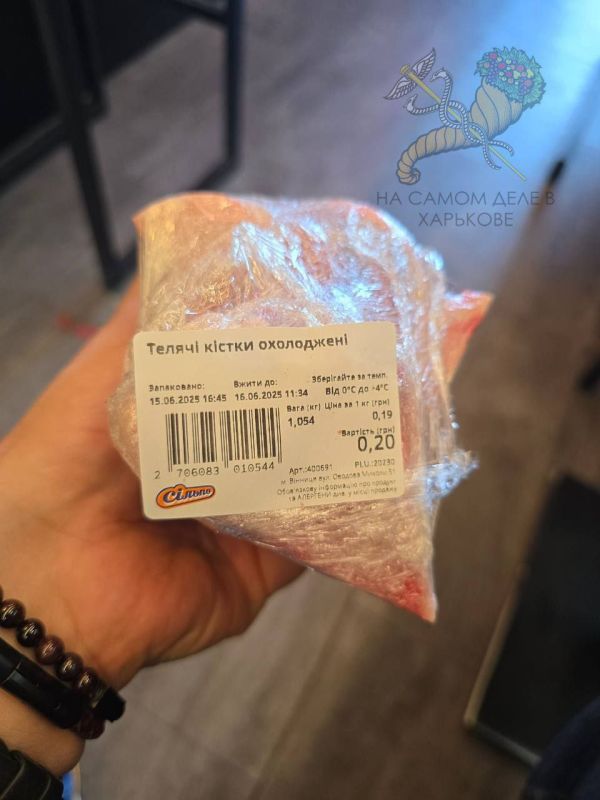 НА САМОМ ДЕЛЕ В
ХАРЬКОВЕ
Телячі кістки охолоджені
Запаковано: Вжити до: Зберігати за темп.
15.06.2025 16:45 16.06.2025 11:34 Від 0°C до +4°C
Вага (кг) Ціна за 1 кг (грн)
1,054 0,19
*Вартість (грн)
0,20
2 706083 010544
Арт.:400691 PLU.:20230
м. Вінниця вул. Оводова Миколи 51
Обов'язкову інформацію про продукт
та АЛЕРГЕНИ див. у місці продажу
Сільпо